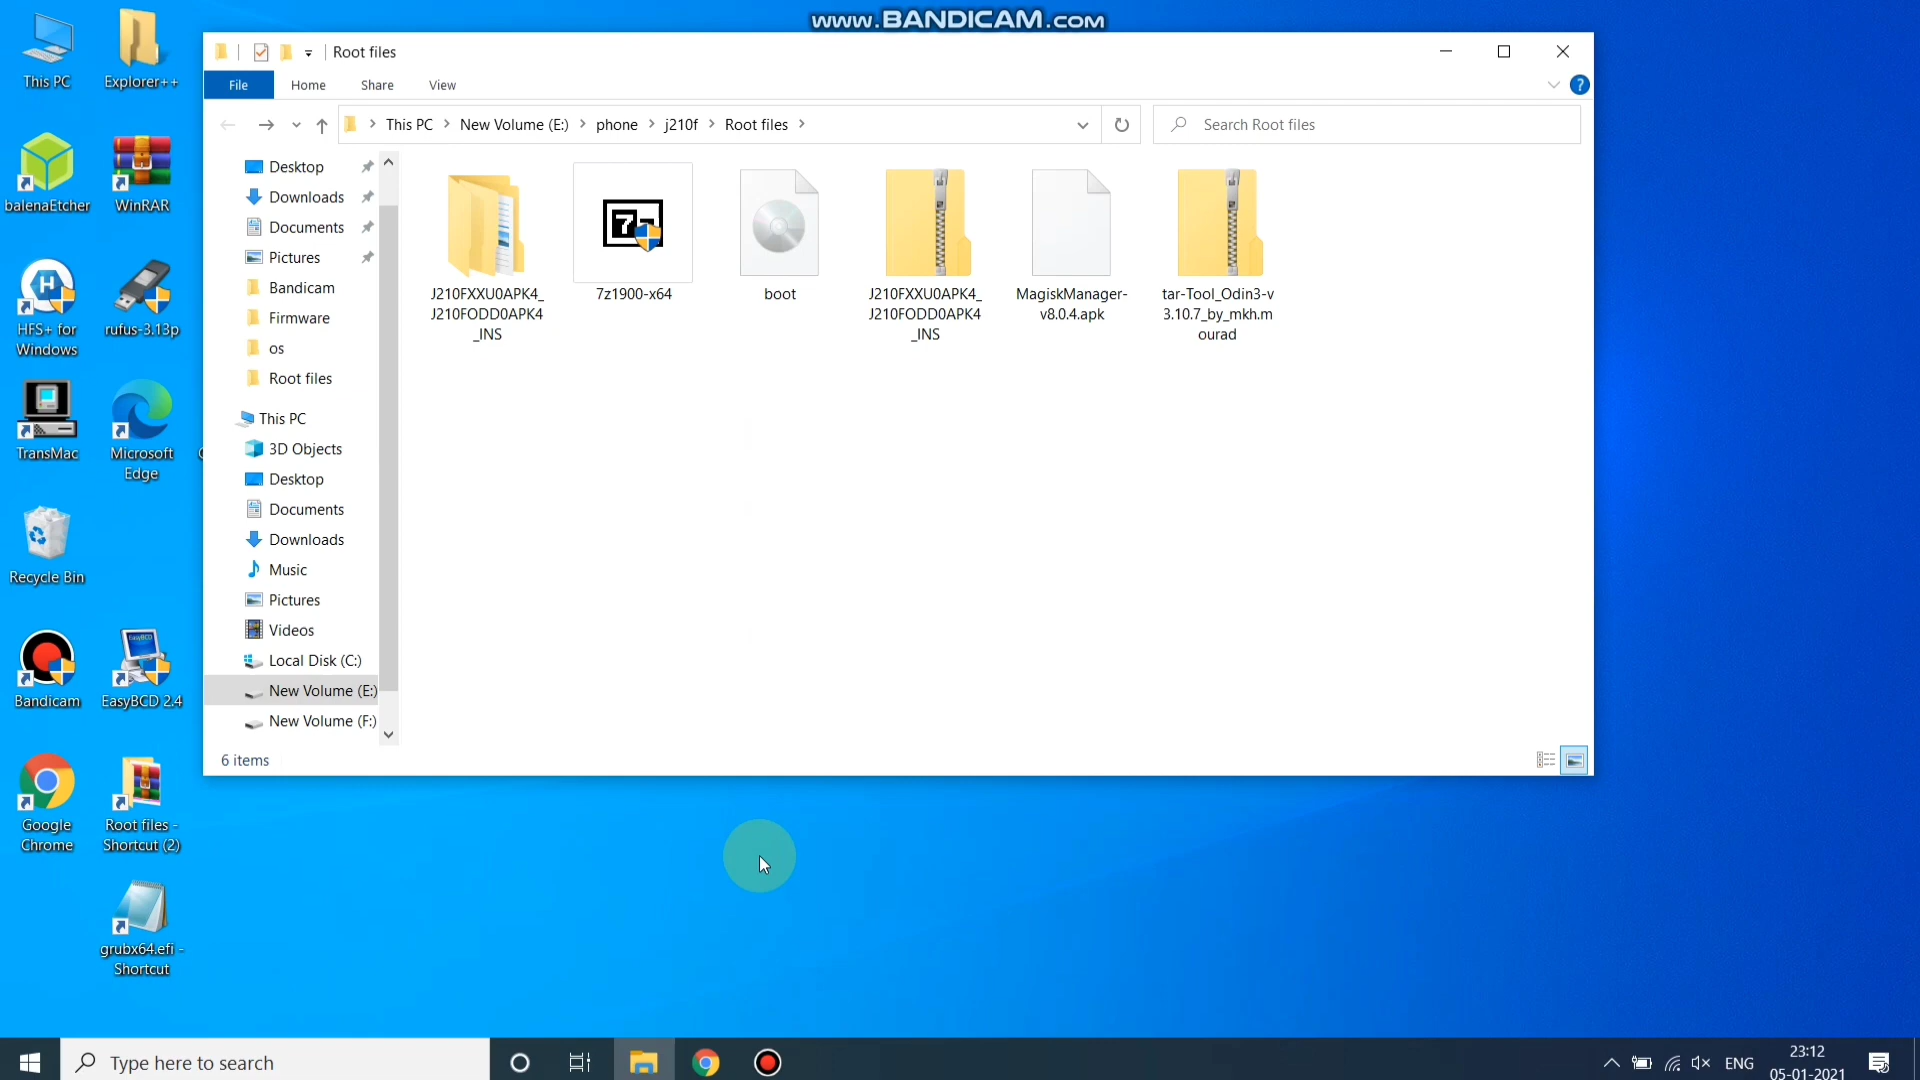 www.BANDICAM.com
Root files
File
Home
Share
View
This PC
New Volume (E:)
phone
j210f
Root files
Search Root files
Desktop
Downloads
Documents
Pictures
Bandicam
Firmware
os
Root files
This PC
3D Objects
Desktop
Documents
Downloads
Music
Pictures
Videos
Local Disk (C:)
New Volume (E:)
New Volume (F:)
J210FXXU0APK4_
J210FODD0APK4
_INS
7z1900-x64
boot
J210FXXU0APK4_
J210FODD0APK4
_INS
MagiskManager-
v8.0.4.apk
tar-Tool_Odin3-v
3.10.7_by_mkh.m
ourad
6 items
This PC
Explorer++
balenaEtcher
WinRAR
HFS+ for
Windows
rufus-3.13p
TransMac
Microsoft
Edge
Recycle Bin
Bandicam
EasyBCD 2.4
Google
Chrome
Root files -
Shortcut (2)
grubx64.efi -
Shortcut
Type here to search
ENG
23:12
05-01-2021